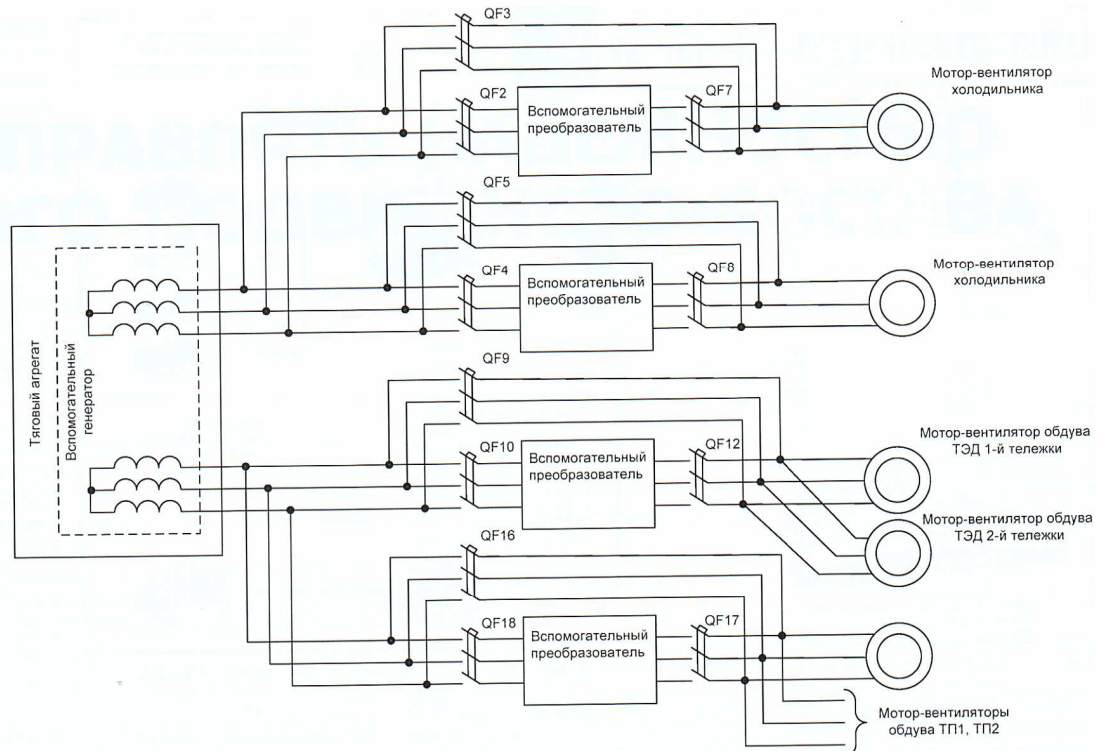 QF3
QF2
Вспомогательный
преобразователь
QF7
Мотор-вентилятор
холодильника
QF5
QF4
Вспомогательный
преобразователь
QF8
Мотор-вентилятор
холодильника
Тяговый агрегат
Вспомогательный
генератор
QF9
QF10
Вспомогательный
преобразователь
QF12
Мотор-вентилятор обдува
ТЭД 1-й тележки
Мотор-вентилятор обдува
ТЭД 2-й тележки
QF16
QF18
Вспомогательный
преобразователь
QF17
Мотор-вентиляторы
обдува ТП1, ТП2